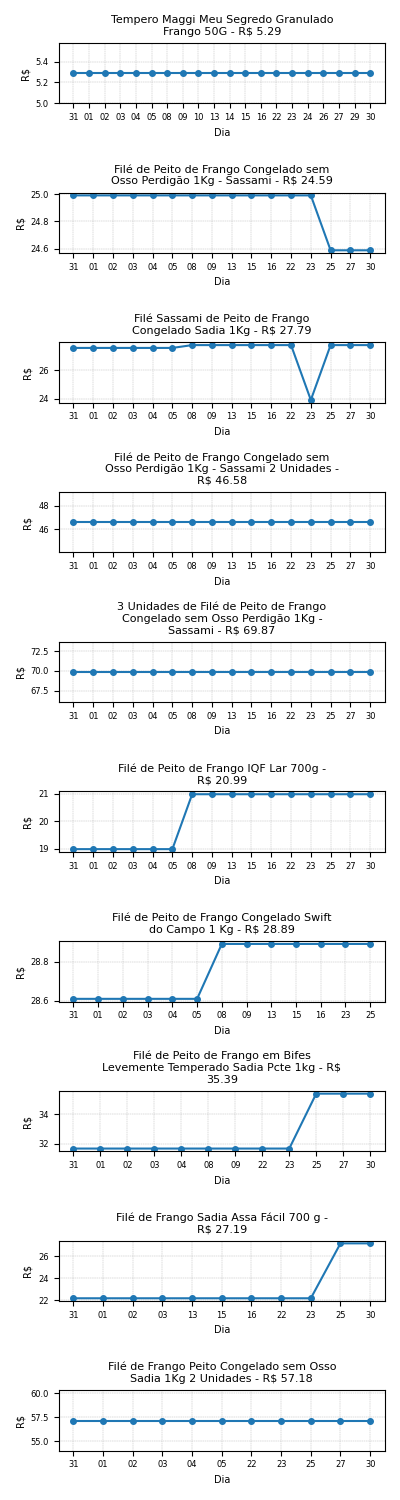 Tempero Maggi Meu Segredo Granulado
Frango 50G - R$ 5.29
5.4
5.2
5.0
R$
31 01 02 03 04 05 08 09 10 13 14 15 16 22 23 24 26 27 29 30
Dia
Filé de Peito de Frango Congelado sem
Osso Perdigão 1Kg - Sassami - R$ 24.59
25.0
24.8
24.6
R$
31 01 02 03 04 05 08 09 13 15 16 22 23 25 27 30
Dia
Filé Sassami de Peito de Frango
Congelado Sadia 1Kg - R$ 27.79
26
24
R$
31 01 02 03 04 05 08 09 13 15 16 22 23 25 27 30
Dia
Filé de Peito de Frango Congelado sem
Osso Perdigão 1Kg - Sassami 2 Unidades -
R$ 46.58
48
46
R$
31 01 02 03 04 05 08 09 13 15 16 22 23 25 27 30
Dia
3 Unidades de Filé de Peito de Frango
Congelado sem Osso Perdigão 1Kg -
Sassami - R$ 69.87
72.5
70.0
67.5
R$
31 01 02 03 04 05 08 09 13 15 16 22 23 25 27 30
Dia
Filé de Peito de Frango IQF Lar 700g -
R$ 20.99
21
20
19
R$
31 01 02 03 04 05 08 09 13 15 16 22 23 25 27 30
Dia
Filé de Peito de Frango Congelado Swift
do Campo 1 Kg - R$ 28.89
28.8
28.6
R$
31 01 02 03 04 05 08 09 13 15 16 23 25
Dia
Filé de Peito de Frango em Bifes
Levemente Temperado Sadia Pcte 1kg - R$
35.39
34
32
R$
31 01 02 03 04 08 09 22 23 25 27 30
Dia
Filé de Frango Sadia Assa Fácil 700 g -
R$ 27.19
26
24
22
R$
31 01 02 03 13 15 16 22 23 25 30
Dia
Filé de Frango Peito Congelado sem Osso
Sadia 1Kg 2 Unidades - R$ 57.18
60.0
57.5
55.0
R$
31 01 02 03 04 05 22 23 25 27 30
Dia